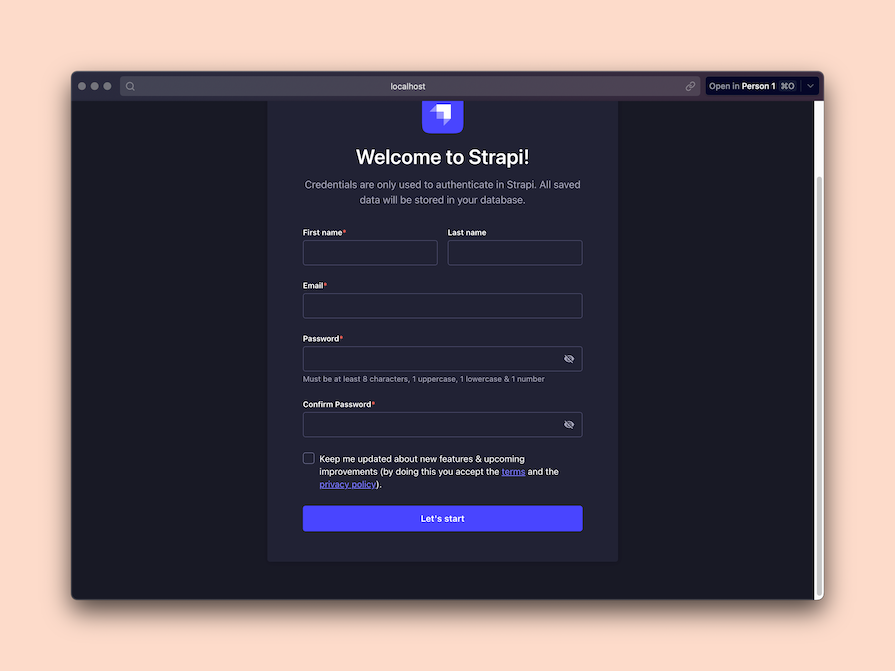 localhost
Open in Person 1 ⌘O
Welcome to Strapi!
Credentials are only used to authenticate in Strapi. All saved
data will be stored in your database.
First name*
Last name
Email*
Password*
Must be at least 8 characters, 1 uppercase, 1 lowercase & 1 number
Confirm Password*
Keep me updated about new features & upcoming
improvements (by doing this you accept the terms and the
privacy policy).
Let's start